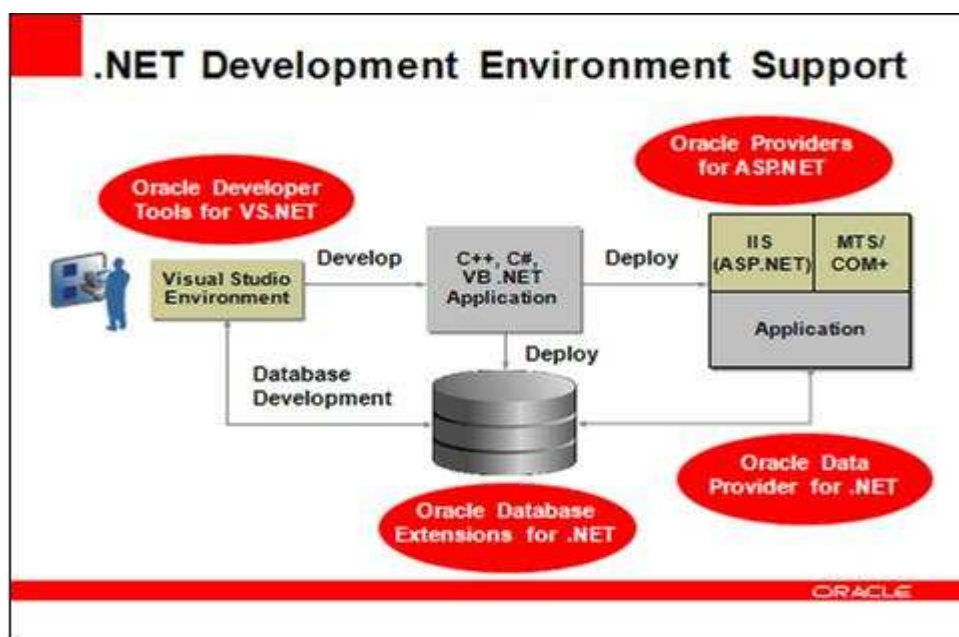 .NET Development Environment Support
Oracle Providers
for ASP.NET
Oracle Developer
Tools for VS.NET
Visual Studio
Environment
Develop
C++, C#,
VB .NET
Application
Deploy
IIS
(ASP.NET)
MTS/
COM+
Application
Deploy
Database
Development
Oracle Data
Provider for .NET
Oracle Database
Extensions for .NET
ORACLE